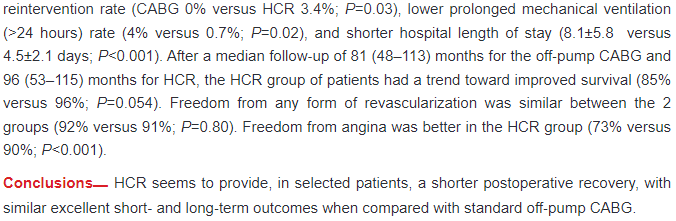 reintervention rate (CABG 0% versus HCR 3.4%; P=0.03), lower prolonged mechanical ventilation
(>24 hours) rate (4% versus 0.7%; P=0.02), and shorter hospital length of stay (8.1±5.8 versus
4.5±2.1 days; P<0.001). After a median follow-up of 81 (48–113) months for the off-pump CABG and
96 (53–115) months for HCR, the HCR group of patients had a trend toward improved survival (85%
versus 96%; P=0.054). Freedom from any form of revascularization was similar between the 2
groups (92% versus 91%; P=0.80). Freedom from angina was better in the HCR group (73% versus
90%; P<0.001).
Conclusions— HCR seems to provide, in selected patients, a shorter postoperative recovery, with
similar excellent short- and long-term outcomes when compared with standard off-pump CABG.